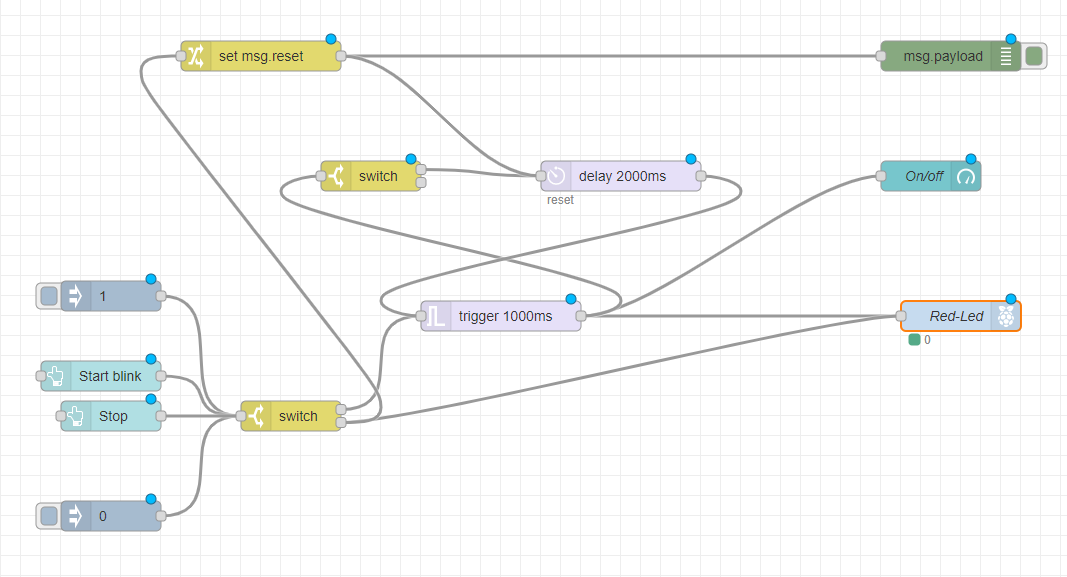 set msg.reset
msg.payload
switch
delay 2000ms
On/off
reset
1
trigger 1000ms
Red-Led
0
Start blink
Stop
switch
0